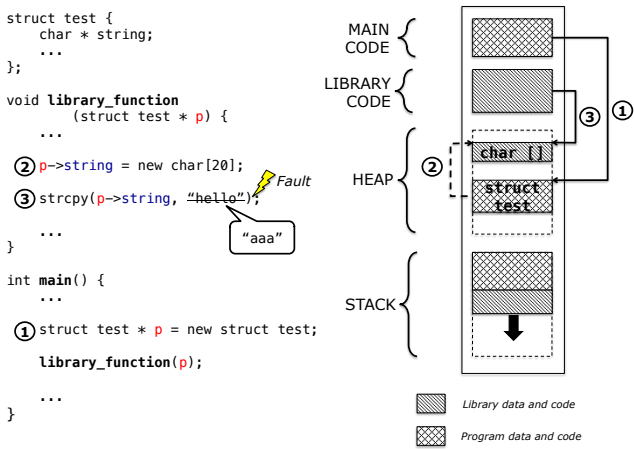 struct test {
char * string;
...
};
void library_function
(struct test * p) {
...
② p->string = new char[20];
③ strcpy(p->string, “hello”);
Fault
“aaa”
...
}
int main() {
...
① struct test * p = new struct test;
library_function(p);
...
}
MAIN
CODE
LIBRARY
CODE
HEAP
STACK
char []
struct
test
①
②
③
Library data and code
Program data and code